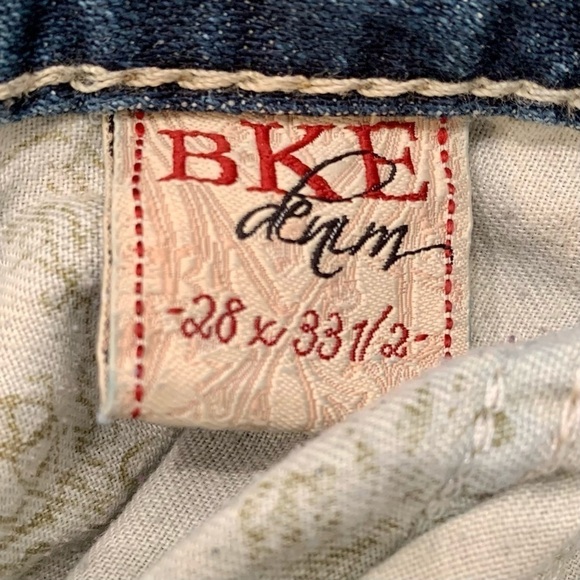 BKE
denim
-28 x 33 1/2-